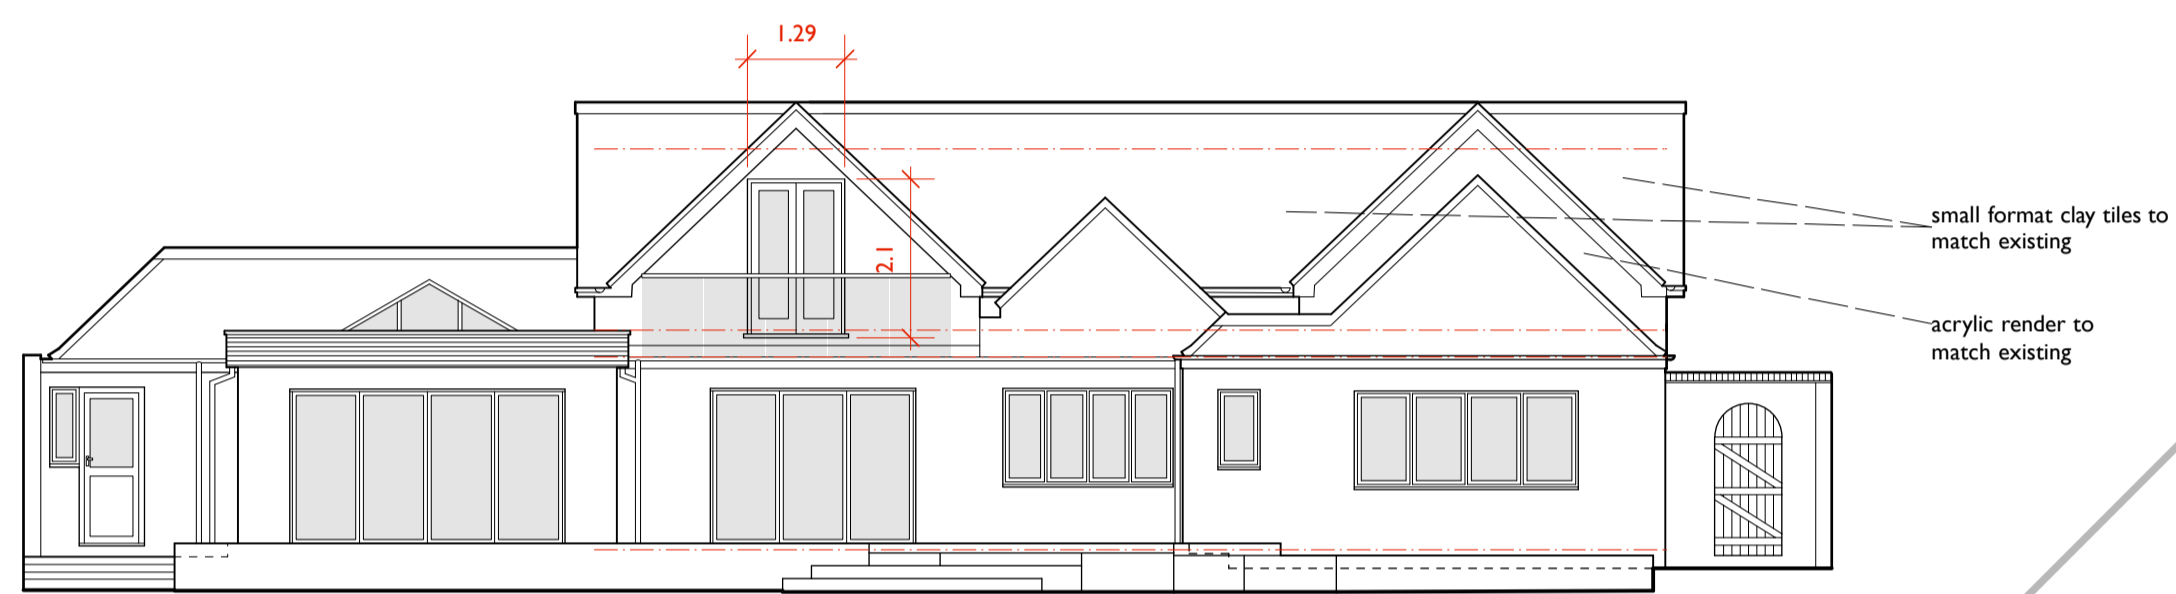 1.29
2.1
small format clay tiles to
match existing
acrylic render to
match existing